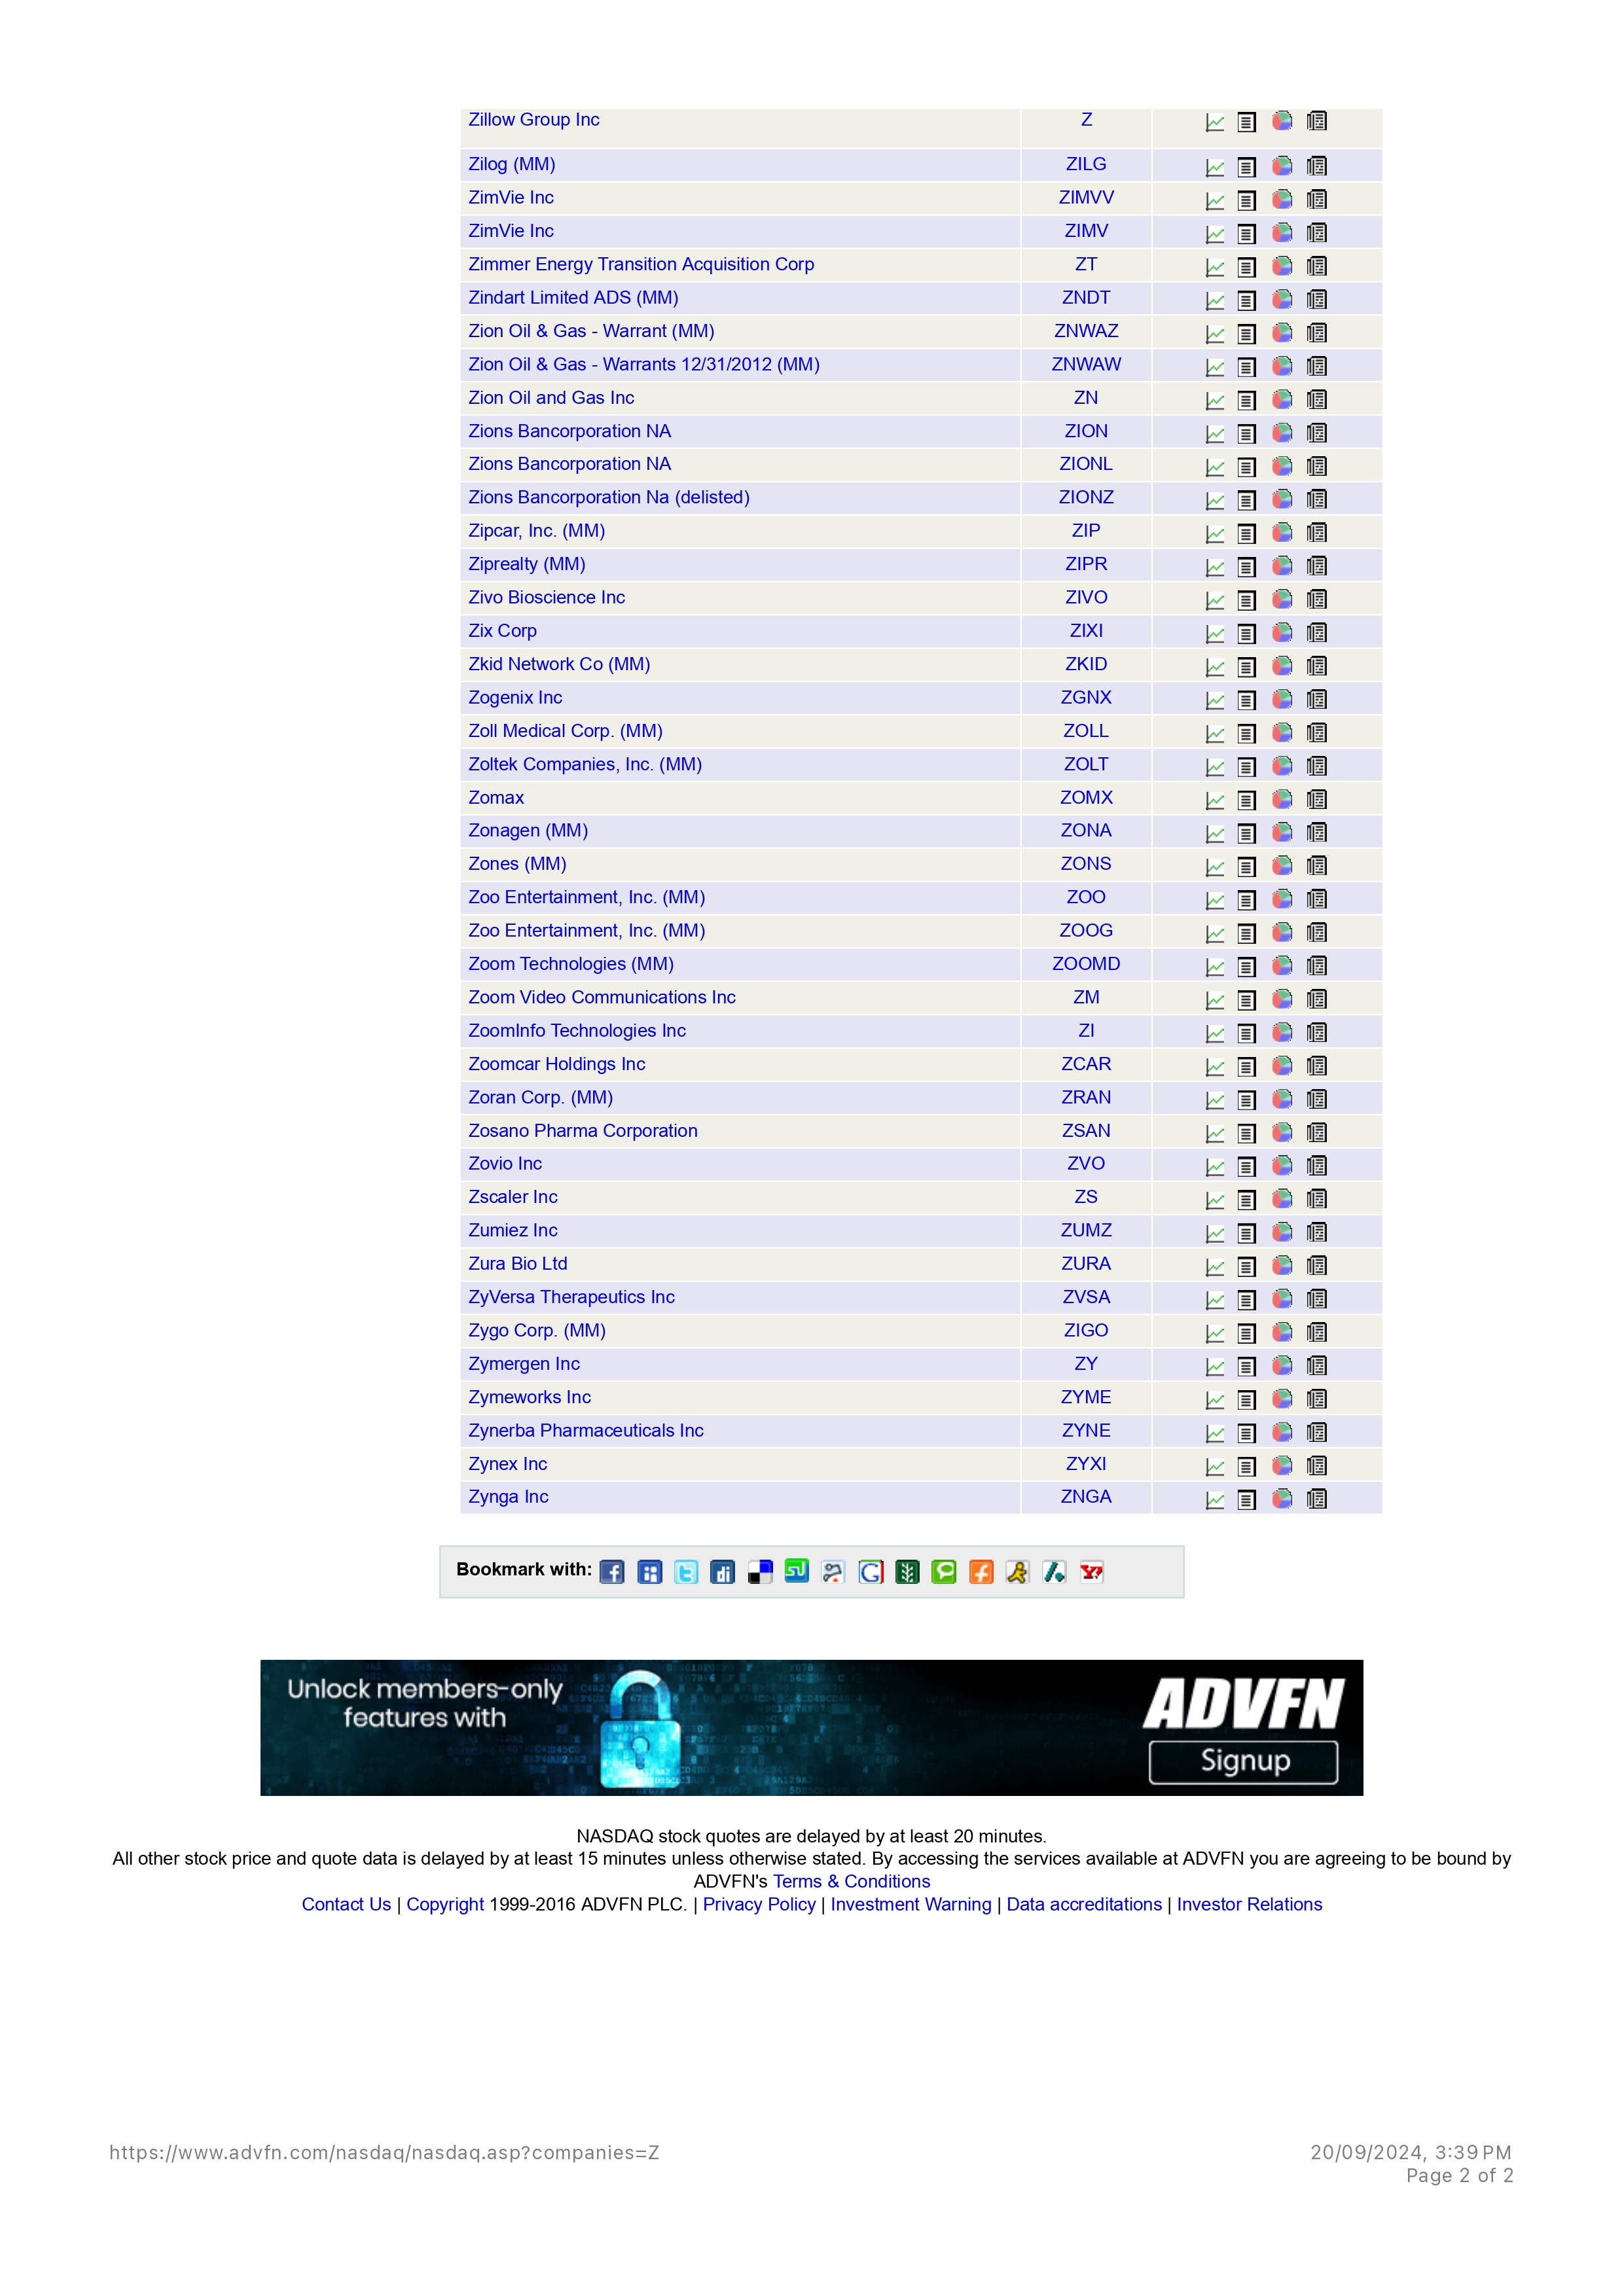 Zillow Group Inc Z
Zilog (MM) ZILG
ZimVie Inc ZIMVV
ZimVie Inc ZIMV
Zimmer Energy Transition Acquisition Corp ZT
Zindart Limited ADS (MM) ZNDT
Zion Oil & Gas - Warrant (MM) ZNWAZ
Zion Oil & Gas - Warrants 12/31/2012 (MM) ZNWAW
Zion Oil and Gas Inc ZN
Zions Bancorporation NA ZION
Zions Bancorporation NA ZIONL
Zions Bancorporation Na (delisted) ZIONZ
Zipcar, Inc. (MM) ZIP
Ziprealty (MM) ZIPR
Zivo Bioscience Inc ZIVO
Zix Corp ZIXI
Zkid Network Co (MM) ZKID
Zogenix Inc ZGNX
Zoll Medical Corp. (MM) ZOLL
Zoltek Companies, Inc. (MM) ZOLT
Zomax ZOMX
Zonagen (MM) ZONA
Zones (MM) ZONS
Zoo Entertainment, Inc. (MM) ZOO
Zoo Entertainment, Inc. (MM) ZOOG
Zoom Technologies (MM) ZOOMD
Zoom Video Communications Inc ZM
ZoomInfo Technologies Inc ZI
Zoomcar Holdings Inc ZCAR
Zoran Corp. (MM) ZRAN
Zosano Pharma Corporation ZSAN
Zovio Inc ZVO
Zscaler Inc ZS
Zumiez Inc ZUMZ
Zura Bio Ltd ZURA
ZyVersa Therapeutics Inc ZVSA
Zygo Corp. (MM) ZIGO
Zymergen Inc ZY
Zymeworks Inc ZYME
Zynerba Pharmaceuticals Inc ZYNE
Zynex Inc ZYXI
Zynga Inc ZNGA
Bookmark with:
Unlock members-only
features with
ADVFN
Signup
NASDAQ stock quotes are delayed by at least 20 minutes.
All other stock price and quote data is delayed by at least 15 minutes unless otherwise stated. By accessing the services available at ADVFN you are agreeing to be bound by
ADVFN's Terms & Conditions
Contact Us | Copyright 1999-2016 ADVFN PLC. | Privacy Policy | Investment Warning | Data accreditations | Investor Relations
https://www.advfn.com/nasdaq/nasdaq.asp?companies=Z 20/09/2024, 3:39 PM
Page 2 of 2